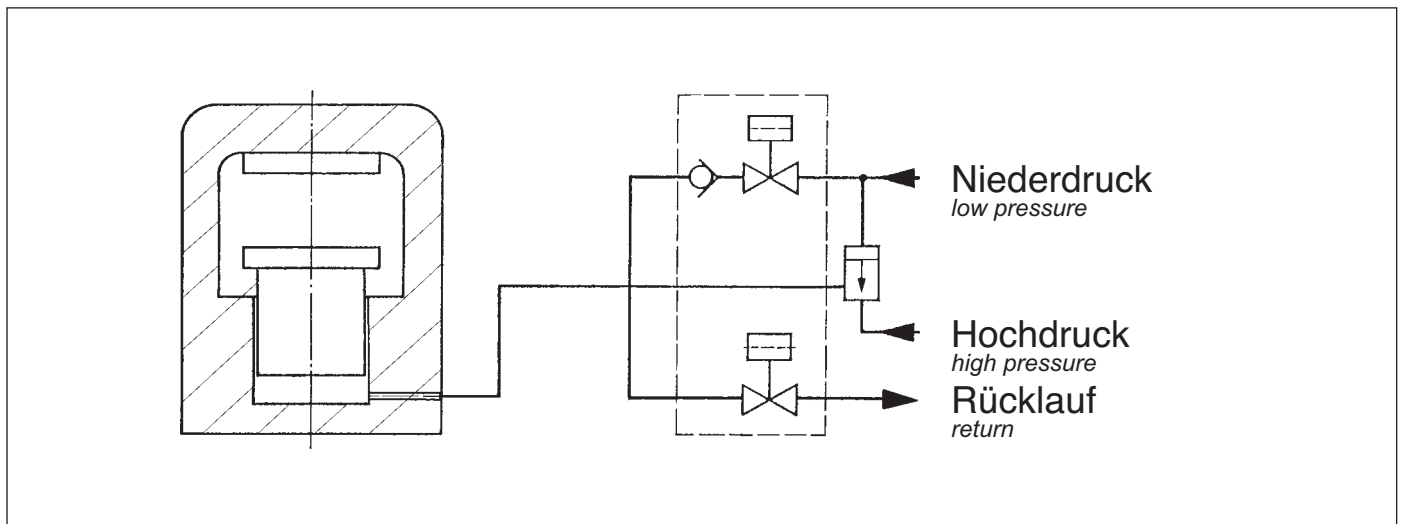 Niederdruck
low pressure
Hochdruck
high pressure
Rücklauf
return